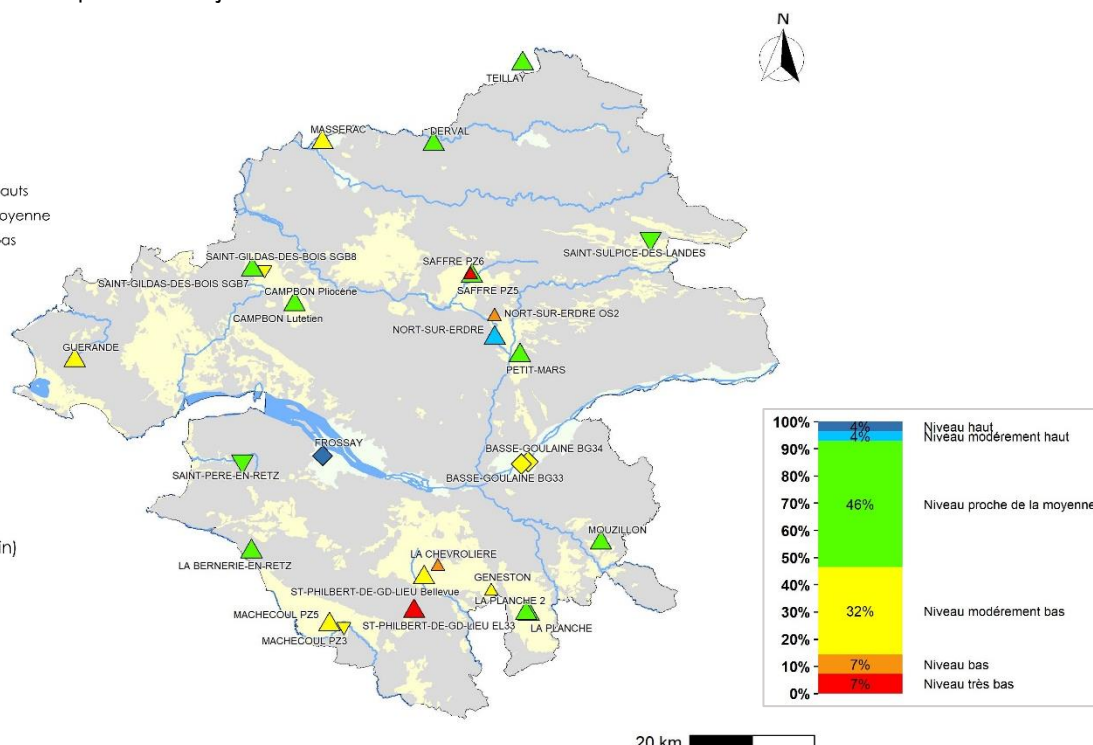 N
TEILLAY
MASSERAC
DERVAL
SAINT-SULPICE-DES-LANDES
SAINT-GILDAS-DES-BOIS SGB8
SAFFRE PZ6
SAINT-GILDAS-DES-BOIS SGB7
CAMPBON Pliocène
SAFFRE PZ5
CAMPBON Lutetien
NORT-SUR-ERDRE OS2
NORT-SUR-ERDRE
GUERANDE
PETIT-MARS
FROSSAY
BASSE-GOULAINE BG34
SAINT-PERE-EN-RETZ
BASSE-GOULAINE BG33
MOUZILLON
LA CHEVROLIERE
LA BERNERIE-EN-RETZ
GENESTON
ST-PHILBERT-DE-GD-LIEU Bellevue
LA PLANCHE 2
MACHECOUL PZ5
ST-PHILBERT-DE-GD-LIEU EL33
LA PLANCHE
MACHECOUL PZ3
100%
90%
80%
70%
60%
50%
40%
30%
20%
10%
0%
4% Niveau haut
4% Niveau modérement haut
46% Niveau proche de la moyenne
32% Niveau modérement bas
7% Niveau bas
7% Niveau très bas
20 km